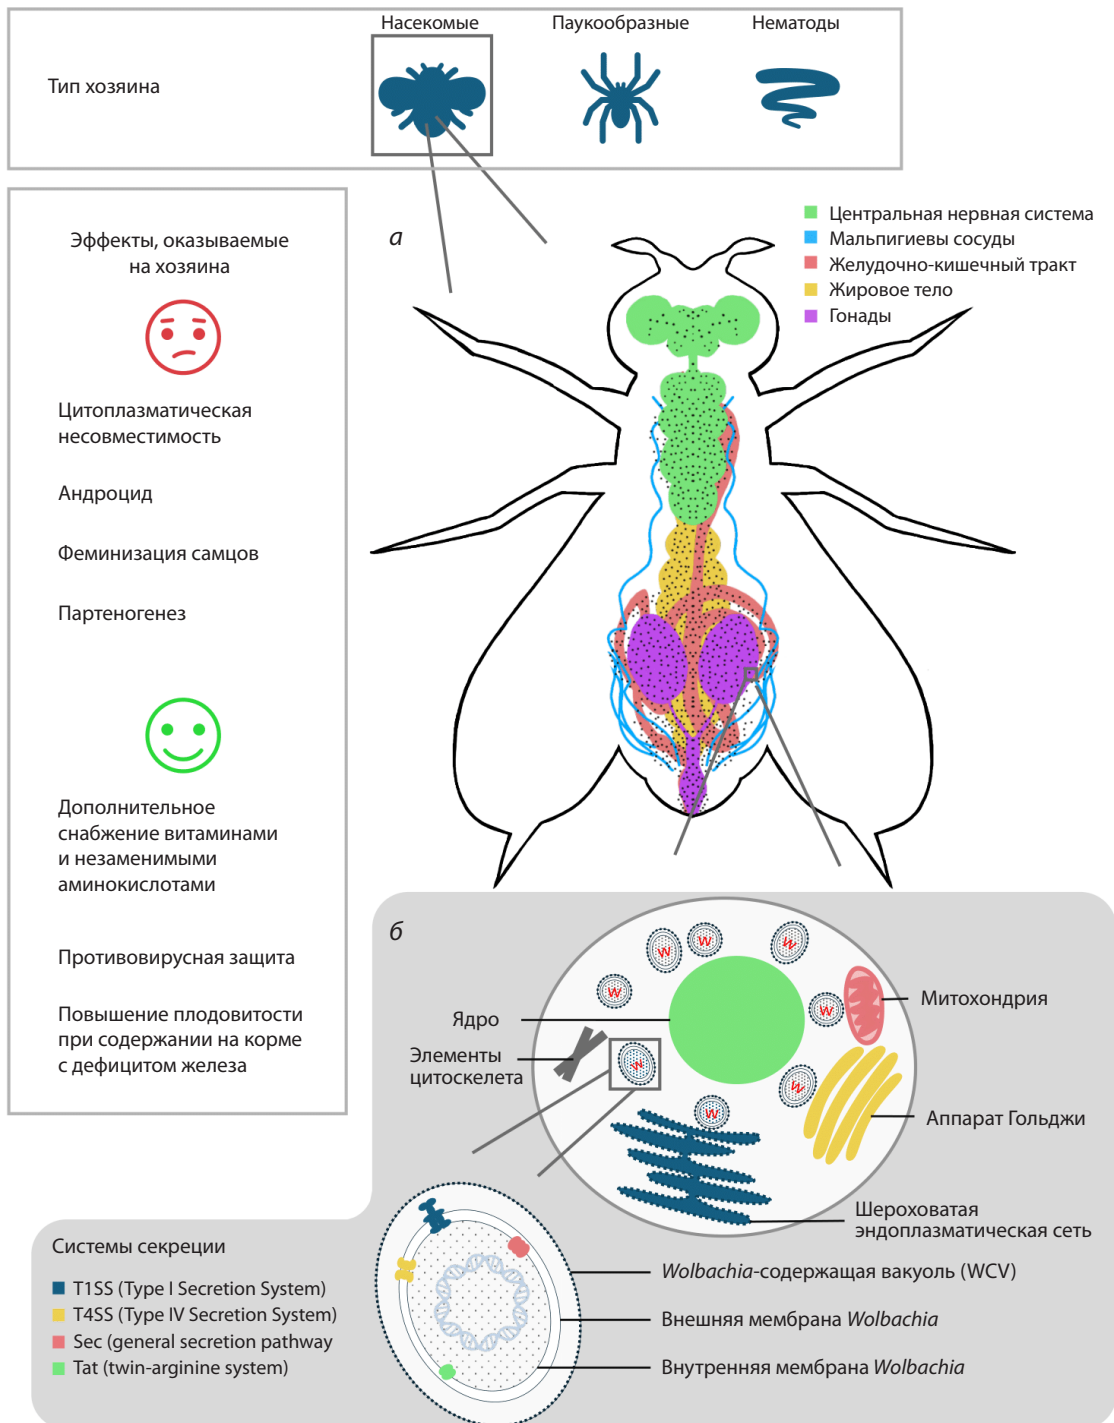 Насекомые
Паукообразные
Нематоды
Тип хозяина
Эффекты, оказываемые
на хозяина
Цитоплазматическая
несовместимость
Андроцид
Феминизация самцов
Партеногенез
Дополнительное
снабжение витаминами
и незаменимыми
аминокислотами
Противовирусная защита
Повышение плодовитости
при содержании на корме
с дефицитом железа
а
Центральная нервная система
Мальпигиевы сосуды
Желудочно-кишечный тракт
Жировое тело
Гонады
б
W
W
W
W
W
W
W
W
Ядро
Элементы
цитоскелета
Митохондрия
Аппарат Гольджи
Шероховатая
эндоплазматическая сеть
Wolbachia-содержащая вакуоль (WCV)
Внешняя мембрана Wolbachia
Внутренняя мембрана Wolbachia
Системы секреции
T1SS (Type I Secretion System)
T4SS (Type IV Secretion System)
Sec (general secretion pathway
Tat (twin-arginine system)